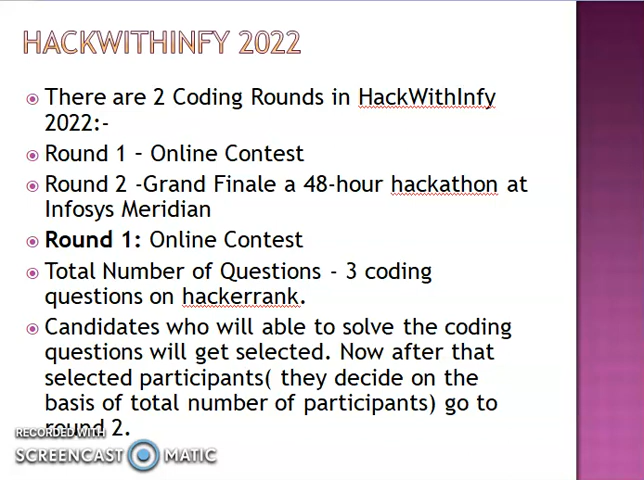 HACKWITHINFY 2022
There are 2 Coding Rounds in HackWithInfy
2022:-
Round 1 – Online Contest
Round 2 -Grand Finale a 48-hour hackathon at
Infosys Meridian
Round 1: Online Contest
Total Number of Questions - 3 coding
questions on hackerrank.
Candidates who will able to solve the coding
questions will get selected. Now after that
selected participants( they decide on the
basis of total number of participants) go to
round 2.
RECORDED WITH
SCREENCAST MATIC